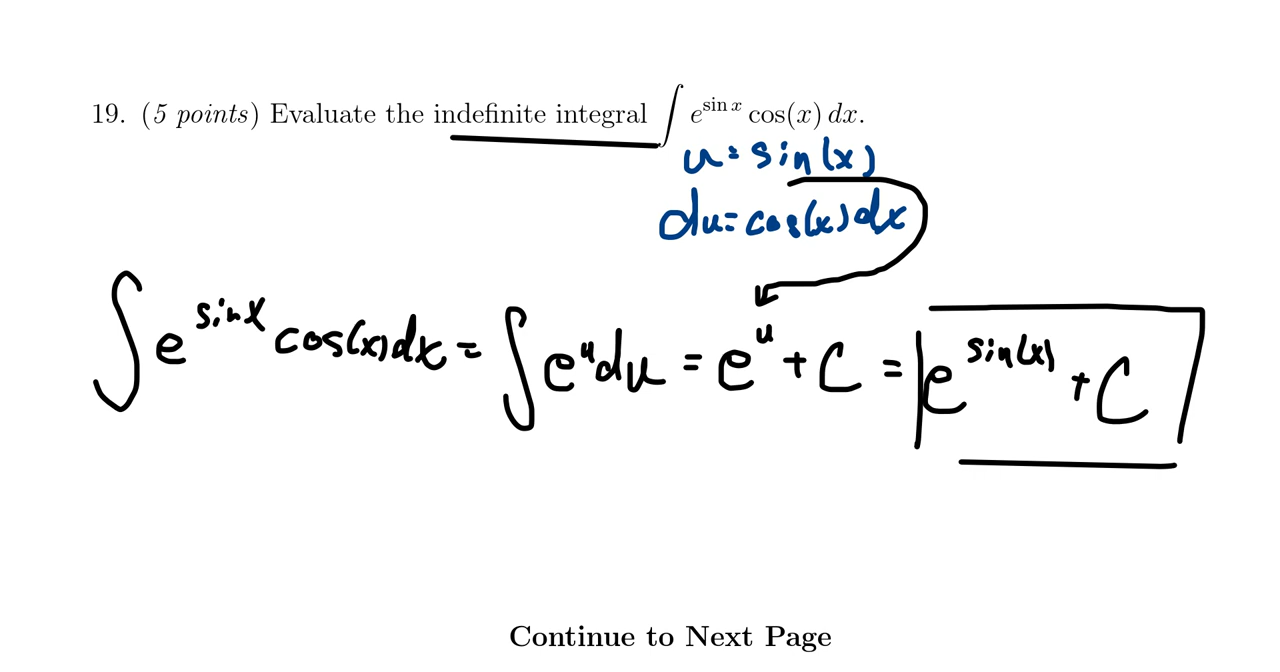 19. (5 points) Evaluate the indefinite integral ∫ e^{sin x} cos(x) dx.
u = sin(x)
du = cos(x)dx
∫ e^{sinx} cos(x)dx = ∫ e^u du = e^u + C = e^{sin(x)} + C
Continue to Next Page